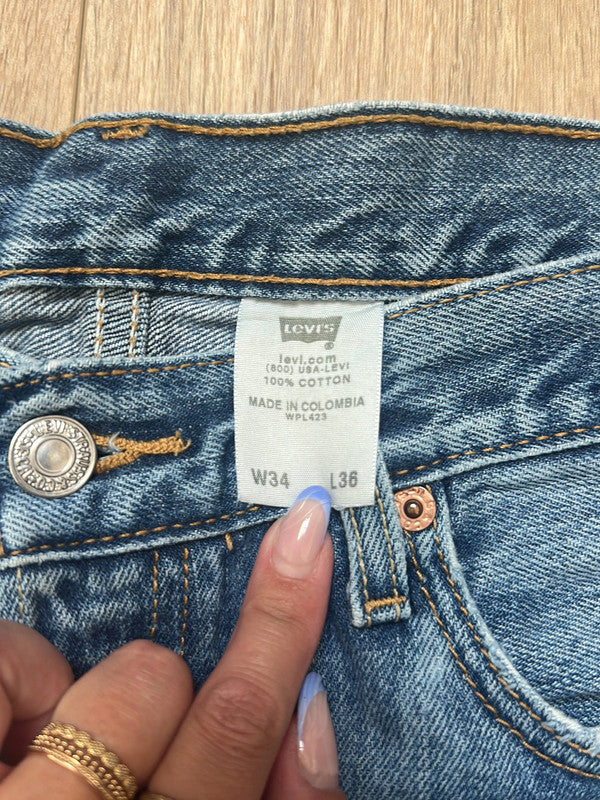 Levi's
®
levi.com
(800) USA-LEVI
100% COTTON
MADE IN COLOMBIA
WPL423
W34 L36